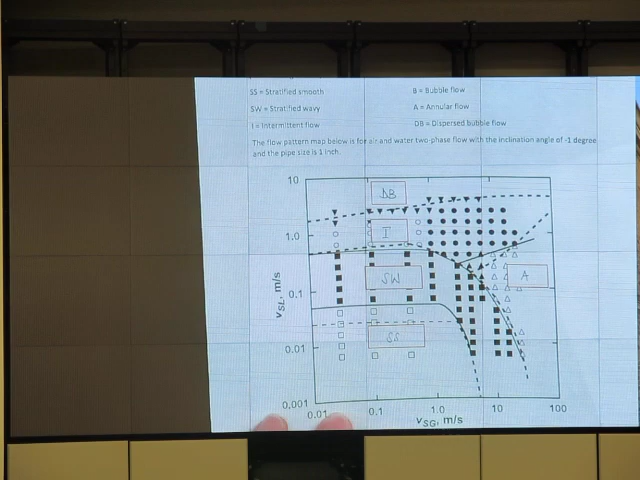 SS = Stratified smooth
B = Bubble flow
SW = Stratified wavy
A = Annular flow
I = Intermittent flow
DB = Dispersed bubble flow
The flow pattern map below is for air and water two-phase flow with the inclination angle of -1 degree
and the pipe size is 1 inch.
10
DB
I
1.0
SW
A
0.1
vSL, m/s
SS
0.01
0.001
0.01
0.1
1.0
10
100
vSG, m/s